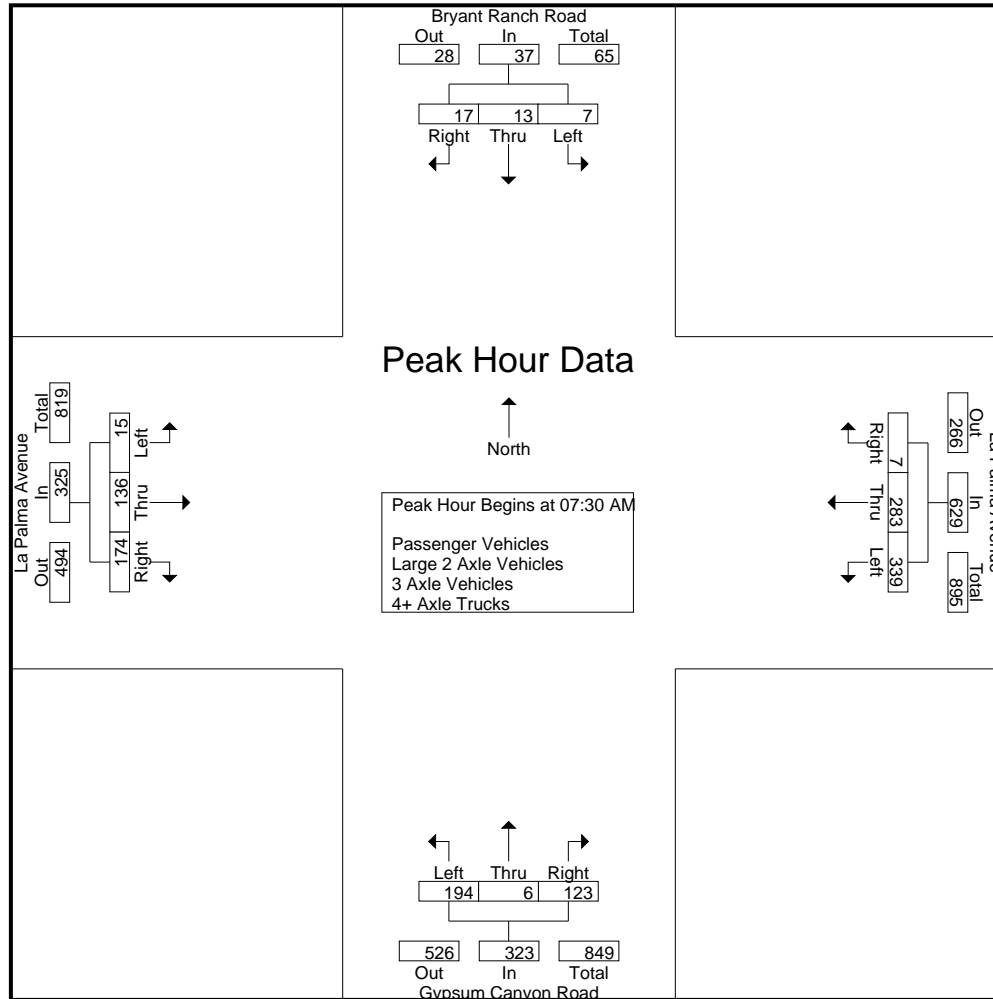 Bryant Ranch Road
Out In Total
28 37 65
17 13 7
Right Thru Left
Peak Hour Data
North
Peak Hour Begins at 07:30 AM
Passenger Vehicles
Large 2 Axle Vehicles
3 Axle Vehicles
4+ Axle Trucks
La Palma Avenue
Out In Total
494 325 819
15 136 174
Left Thru Right
La Palma Avenue
Out In Total
266 629 895
7 283 339
Right Thru Left
Left Thru Right
194 6 123
526 323 849
Out In Total
Gypsum Canyon Road